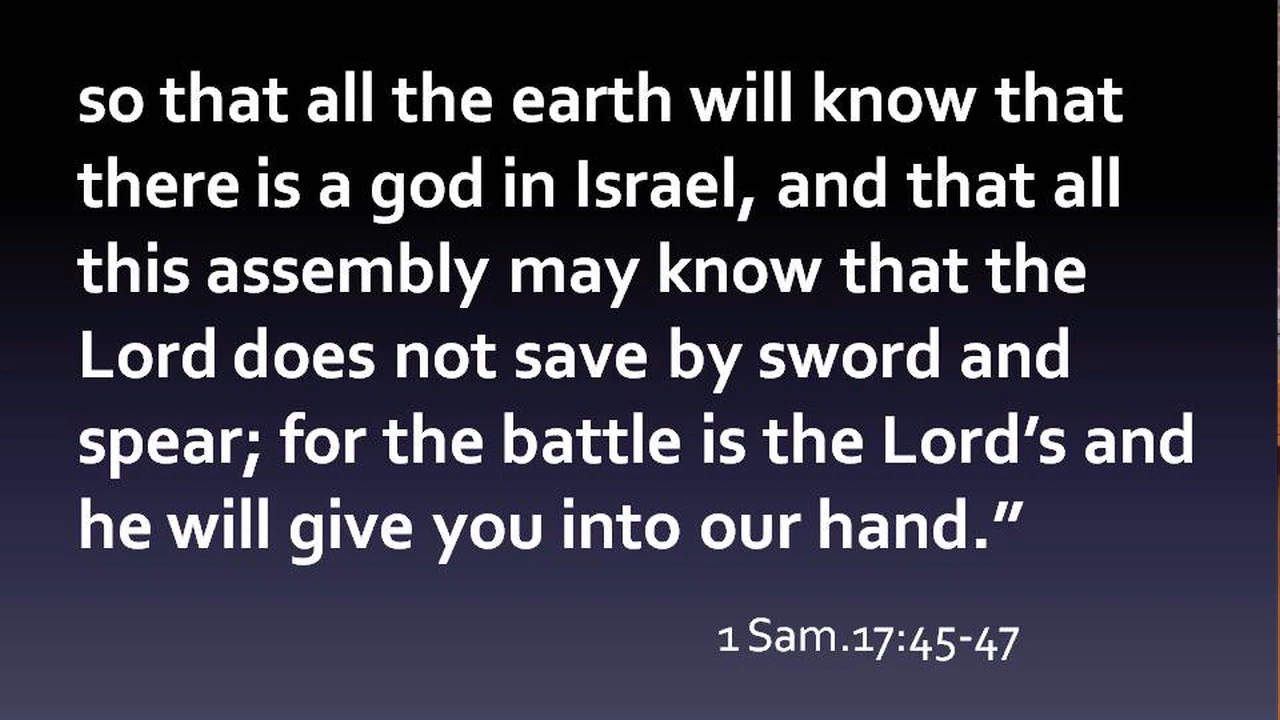 so that all the earth will know that
there is a god in Israel, and that all
this assembly may know that the
Lord does not save by sword and
spear; for the battle is the Lord’s and
he will give you into our hand.”
1 Sam.17:45-47